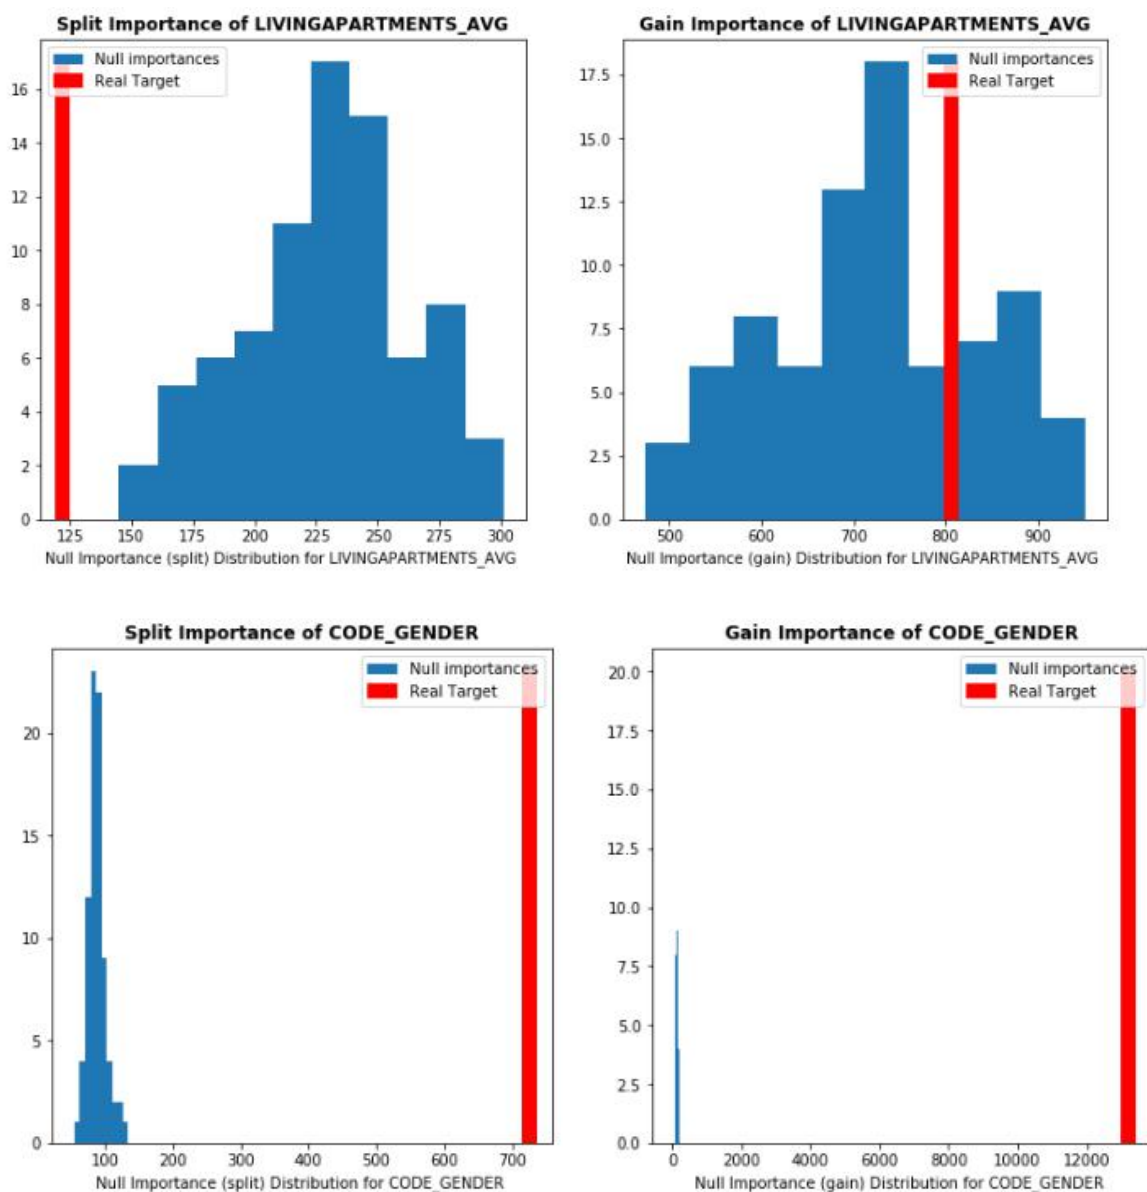 Split Importance of LIVINGAPARTMENTS_AVG
Null importances
Real Target
16
14
12
10
8
6
4
2
0
125 150 175 200 225 250 275 300
Null Importance (split) Distribution for LIVINGAPARTMENTS_AVG
Gain Importance of LIVINGAPARTMENTS_AVG
Null importances
Real Target
17.5
15.0
12.5
10.0
7.5
5.0
2.5
0.0
500 600 700 800 900
Null Importance (gain) Distribution for LIVINGAPARTMENTS_AVG
Split Importance of CODE_GENDER
Null importances
Real Target
20
15
10
5
0
100 200 300 400 500 600 700
Null Importance (split) Distribution for CODE_GENDER
Gain Importance of CODE_GENDER
Null importances
Real Target
20.0
17.5
15.0
12.5
10.0
7.5
5.0
2.5
0.0
0 2000 4000 6000 8000 10000 12000
Null Importance (gain) Distribution for CODE_GENDER